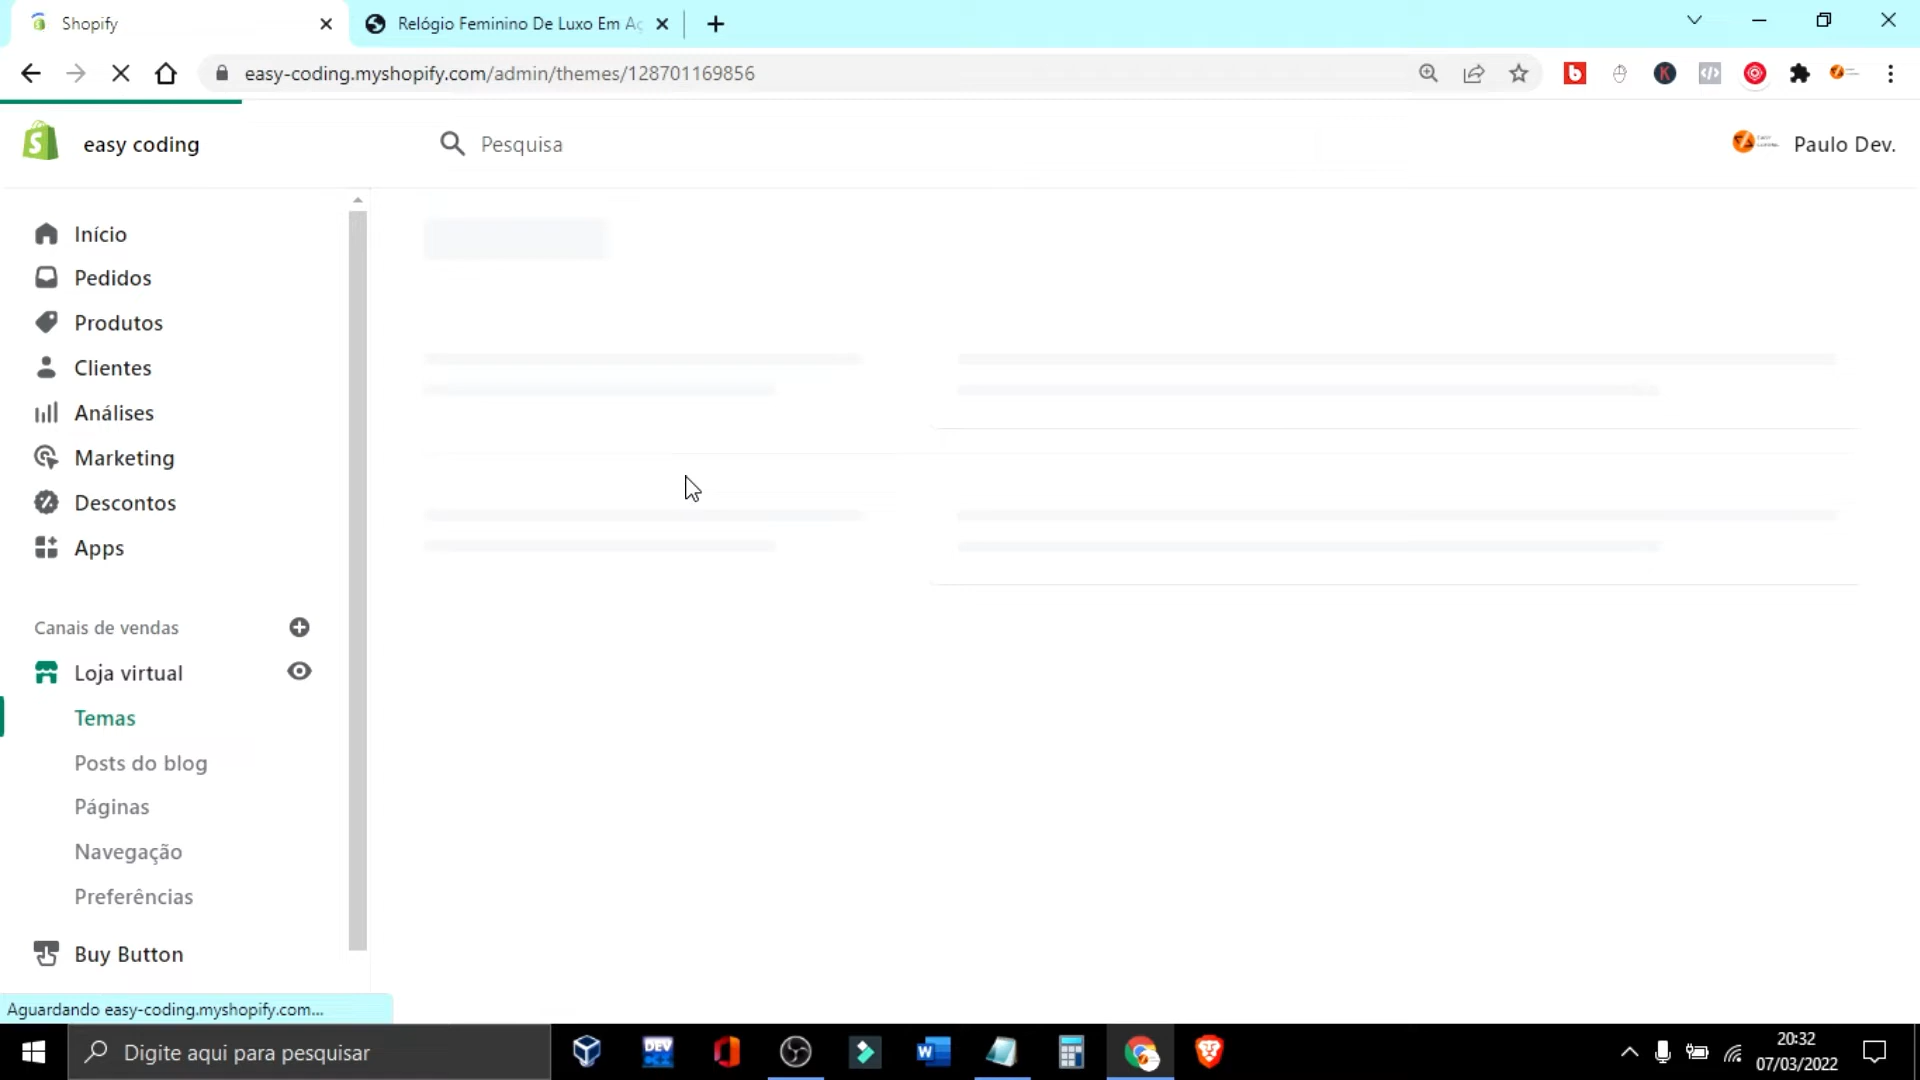 Shopify
Relógio Feminino De Luxo Em Aç
easy-coding.myshopify.com/admin/themes/128701169856
easy coding
Pesquisa
Paulo Dev.
Início
Pedidos
Produtos
Clientes
Análises
Marketing
Descontos
Apps
Canais de vendas
Loja virtual
Temas
Posts do blog
Páginas
Navegação
Preferências
Buy Button
Aguardando easy-coding.myshopify.com...
Digite aqui para pesquisar
DEV
20:32
07/03/2022